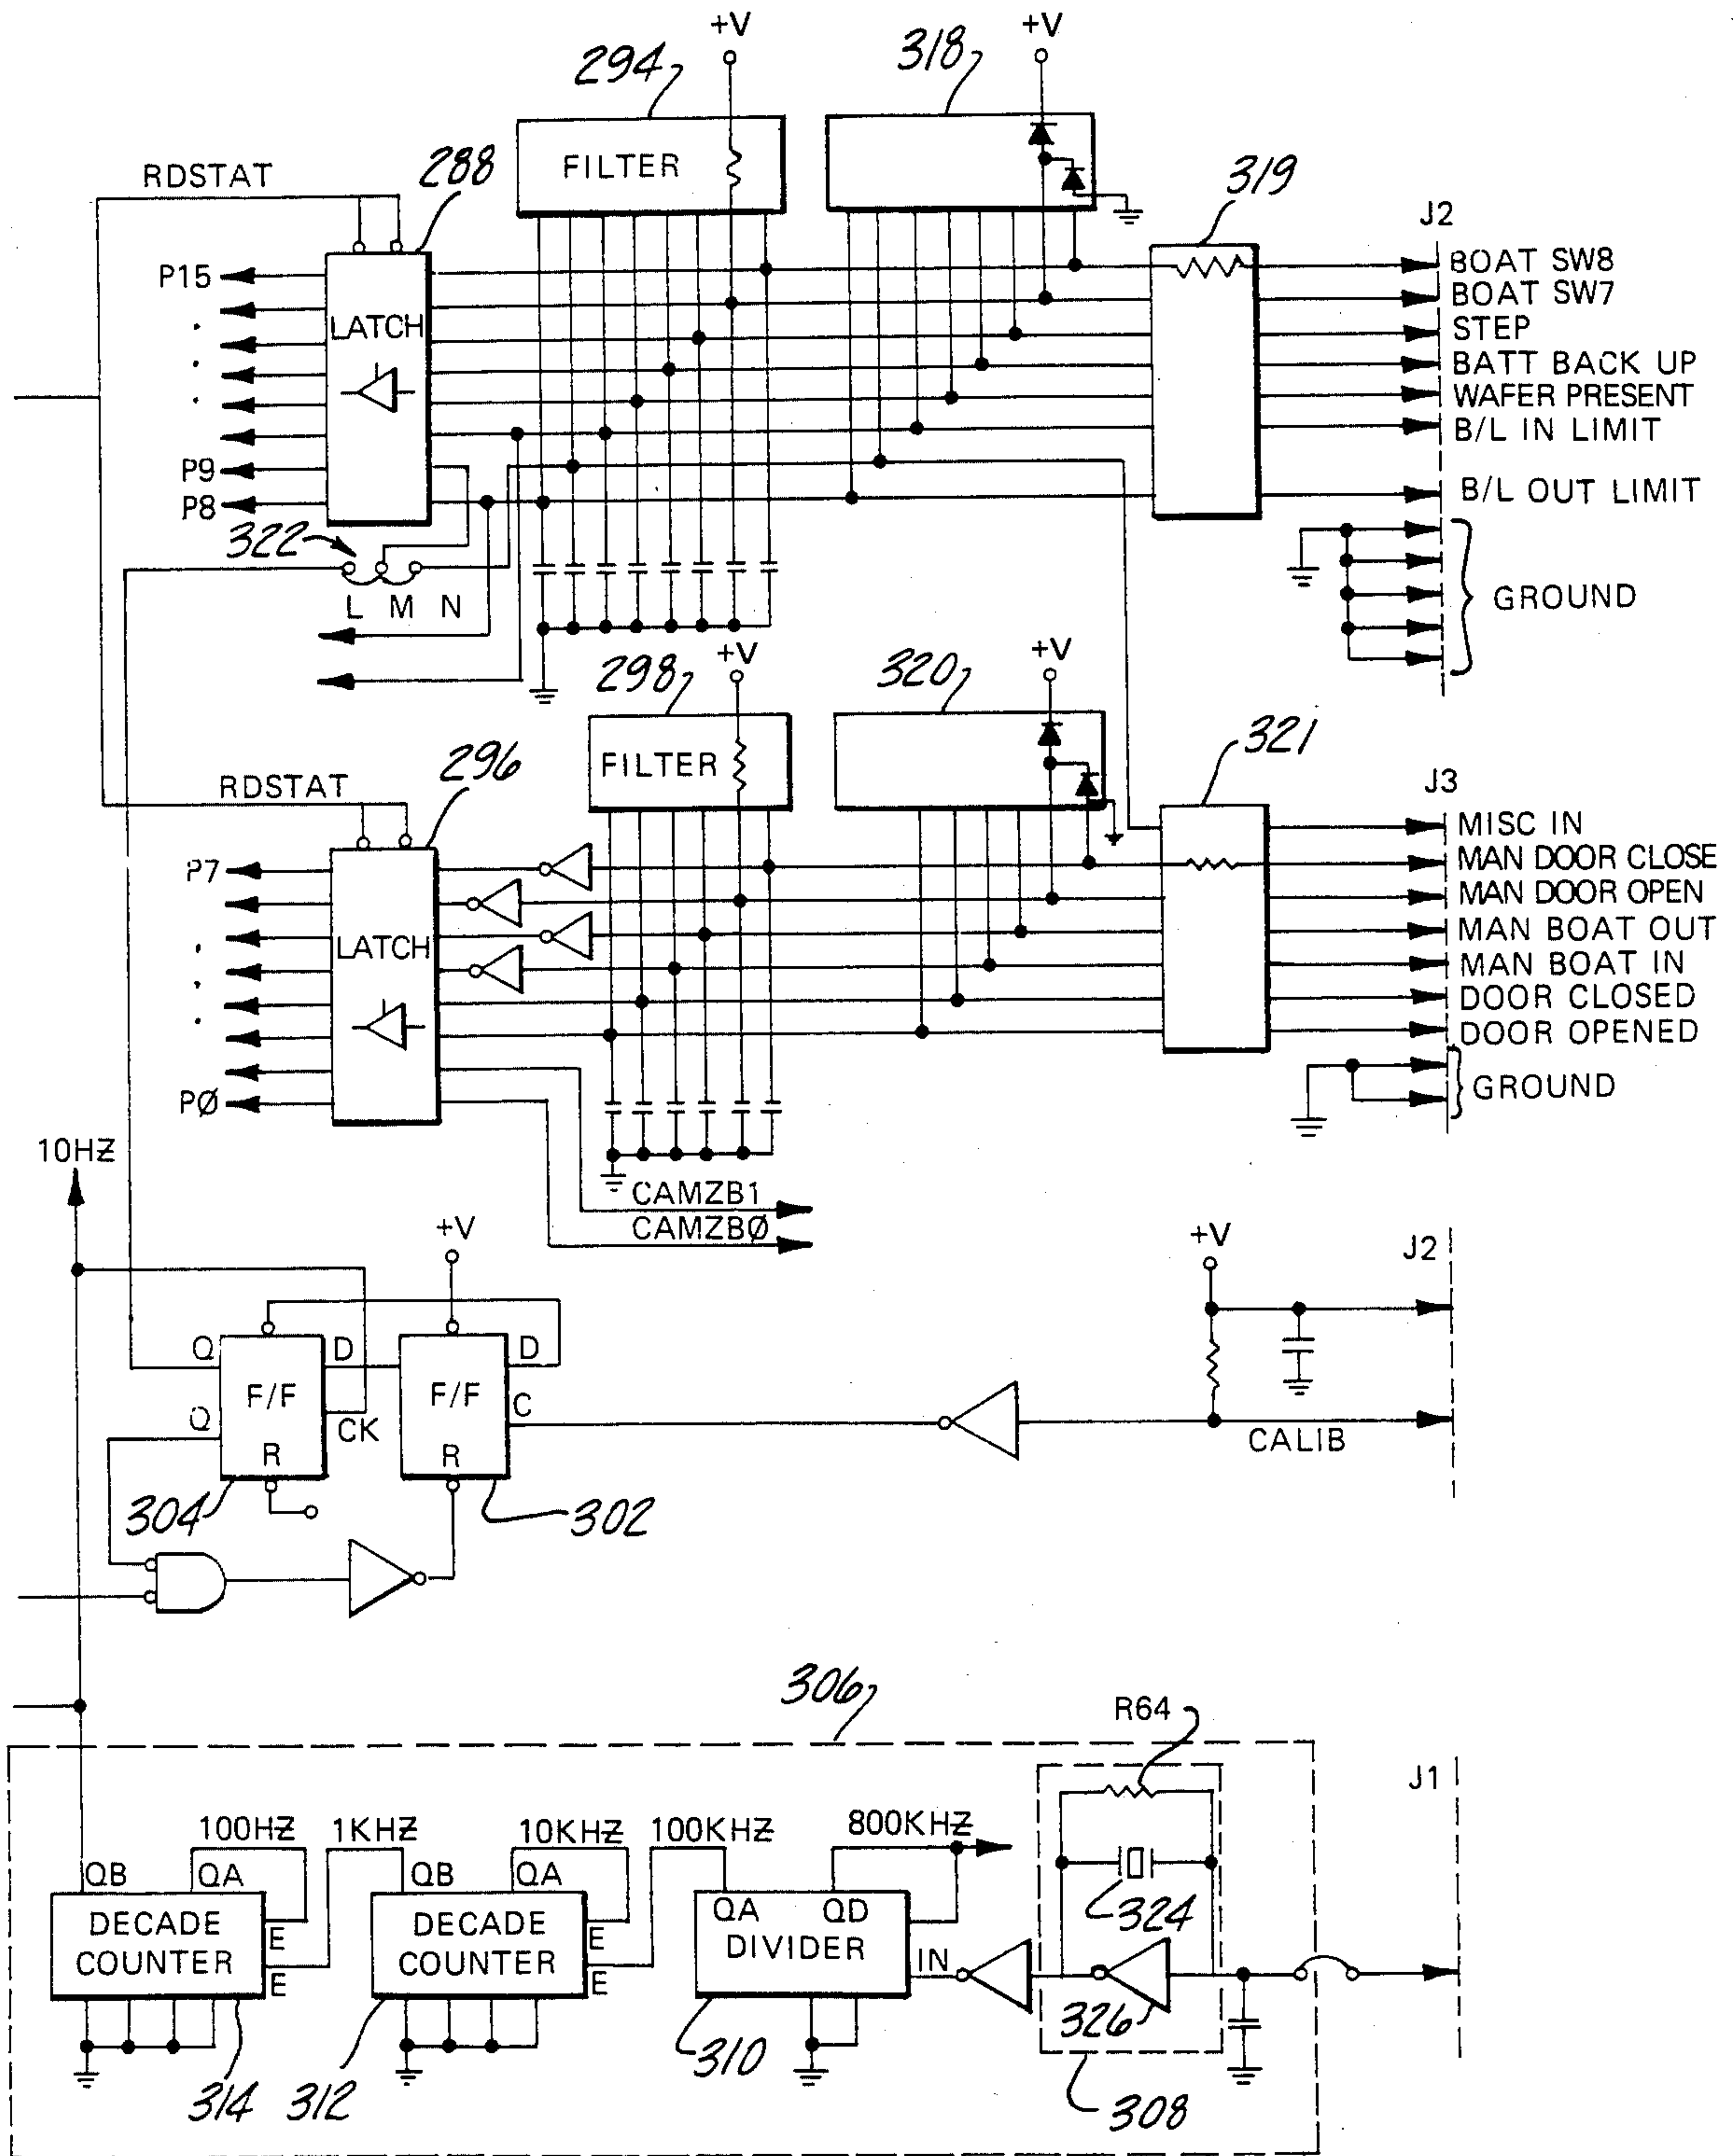 +V +V
294 318
FILTER
RDSTAT 288 319
J2
P15 BOAT SW8
BOAT SW7
LATCH STEP
BATT BACK UP
WAFER PRESENT
B/L IN LIMIT
P9
P8 B/L OUT LIMIT
322
L M N
GROUND
+V +V
298 320
321
FILTER
RDSTAT 296 J3
MISC IN
P7 MAN DOOR CLOSE
MAN DOOR OPEN
LATCH MAN BOAT OUT
MAN BOAT IN
DOOR CLOSED
DOOR OPENED
PØ GROUND
10HZ
CAMZB1
CAMZBØ
+V +V J2
Q D D
F/F F/F
Q CK C
R R CALIB
304 302
306
R64
J1
100HZ 1KHZ 10KHZ 100KHZ 800KHZ
QB QA QB QA QA QD
324
DECADE COUNTER E E
DECADE COUNTER E E
DIVIDER IN
326
314 312 310 308